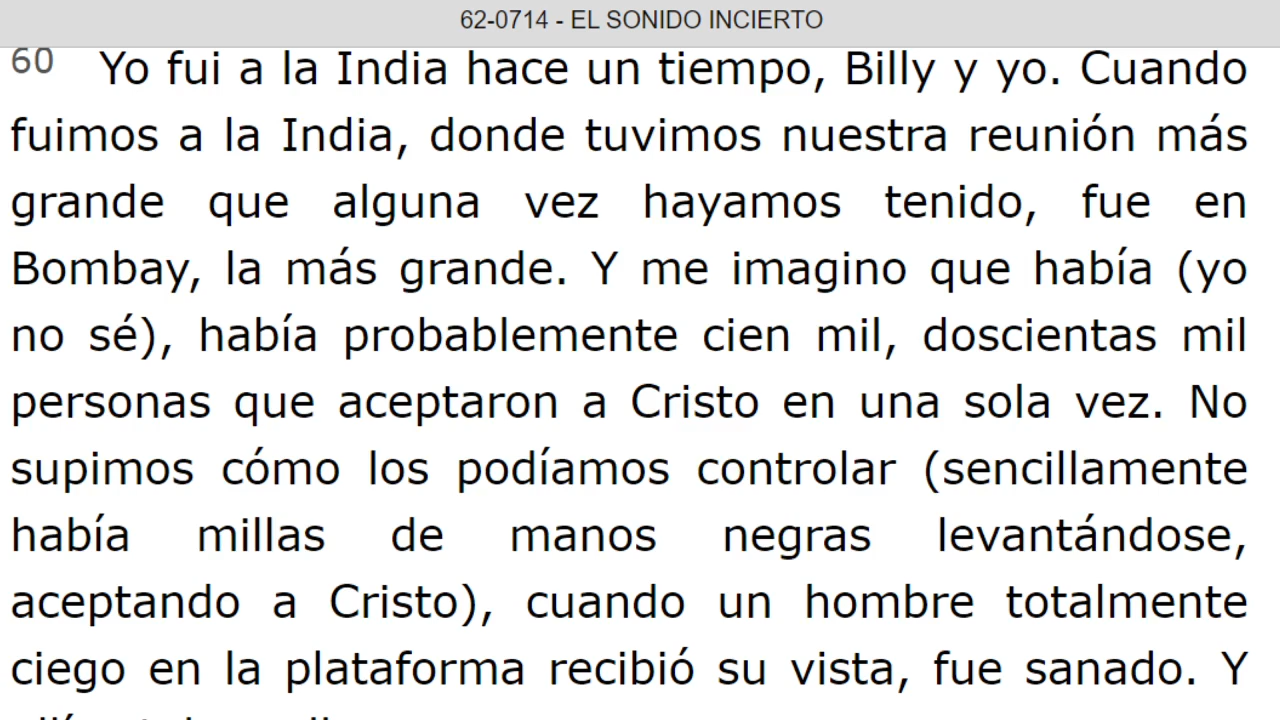 62-0714 - EL SONIDO INCIERTO
60 Yo fui a la India hace un tiempo, Billy y yo. Cuando
fuimos a la India, donde tuvimos nuestra reunión más
grande que alguna vez hayamos tenido, fue en
Bombay, la más grande. Y me imagino que había (yo
no sé), había probablemente cien mil, doscientas mil
personas que aceptaron a Cristo en una sola vez. No
supimos cómo los podíamos controlar (sencillamente
había millas de manos negras levantándose,
aceptando a Cristo), cuando un hombre totalmente
ciego en la plataforma recibió su vista, fue sanado. Y